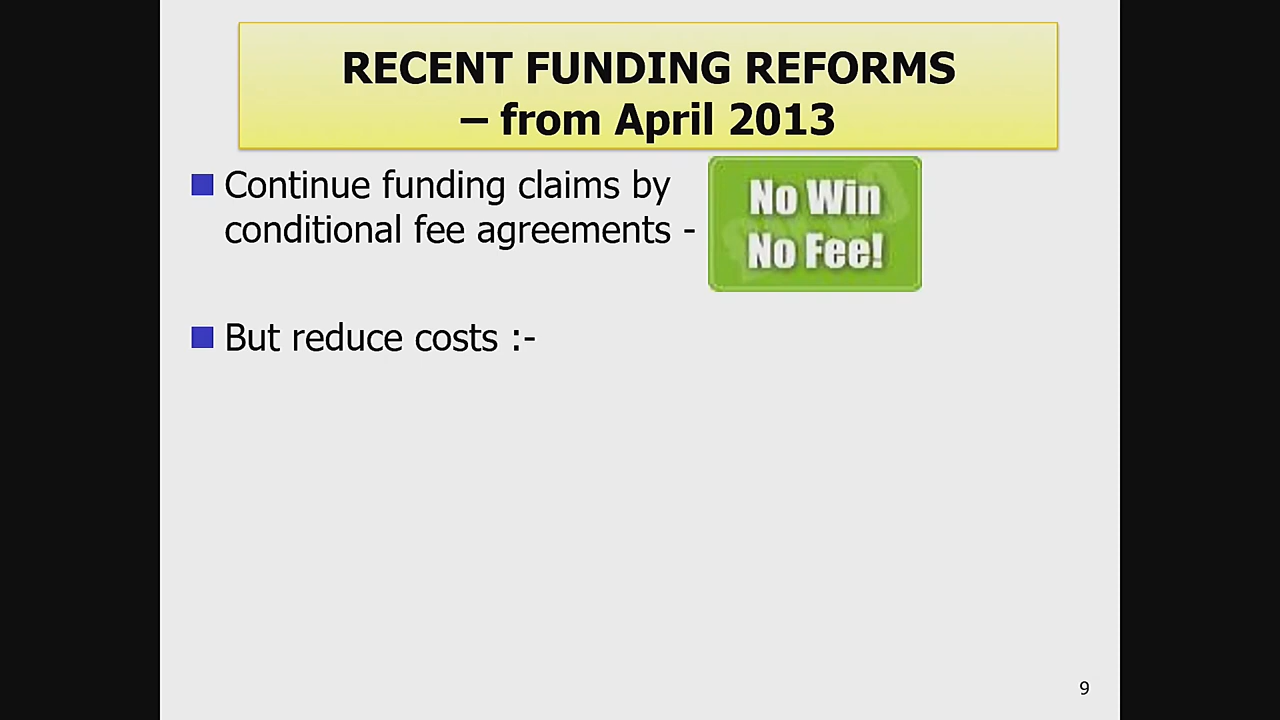 RECENT FUNDING REFORMS
– from April 2013
Continue funding claims by
conditional fee agreements -
No Win
No Fee!
But reduce costs :-
9